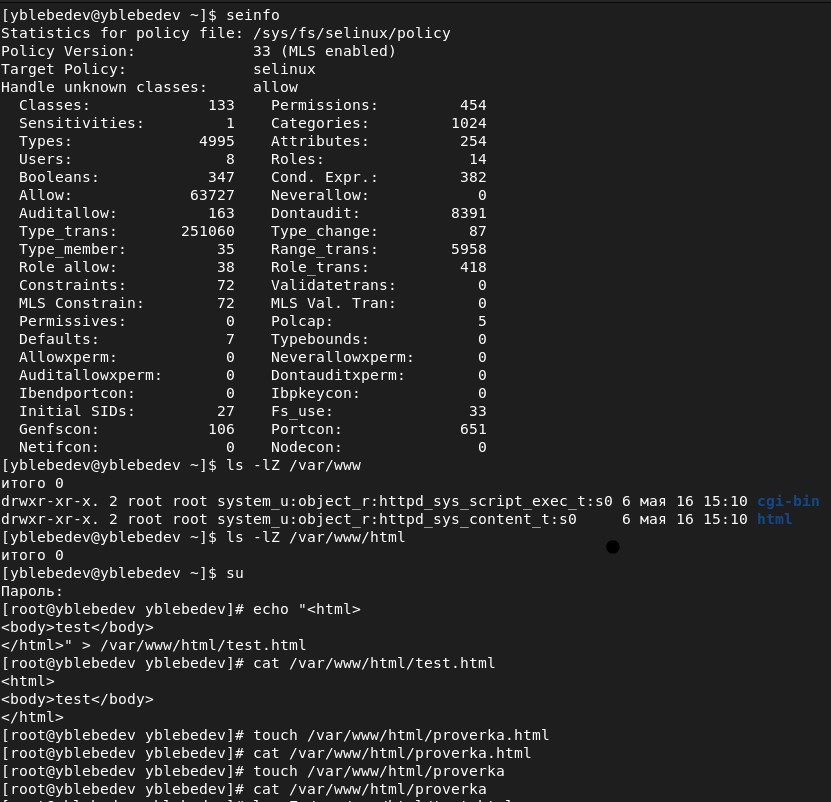 [yblebedev@yblebedev ~]$ seinfo
Statistics for policy file: /sys/fs/selinux/policy
Policy Version:             33 (MLS enabled)
Target Policy:              selinux
Handle unknown classes:     allow
  Classes:             133    Permissions:         454
  Sensitivities:         1    Categories:         1024
  Types:              4995    Attributes:          254
  Users:                 8    Roles:                14
  Booleans:            347    Cond. Expr.:         382
  Allow:             63727    Neverallow:            0
  Auditallow:          163    Dontaudit:          8391
  Type_trans:       251060    Type_change:          87
  Type_member:          35    Range_trans:        5958
  Role allow:           38    Role_trans:          418
  Constraints:          72    Validatetrans:         0
  MLS Constrain:        72    MLS Val. Tran:         0
  Permissives:           0    Polcap:                5
  Defaults:              7    Typebounds:            0
  Allowxperm:            0    Neverallowxperm:       0
  Auditallowxperm:       0    Dontauditxperm:        0
  Ibendportcon:          0    Ibpkeycon:             0
  Initial SIDs:         27    Fs_use:               33
  Genfscon:            106    Portcon:             651
  Netifcon:              0    Nodecon:               0
[yblebedev@yblebedev ~]$ ls -lZ /var/www
итого 0
drwxr-xr-x. 2 root root system_u:object_r:httpd_sys_script_exec_t:s0 6 мая 16 15:10 cgi-bin
drwxr-xr-x. 2 root root system_u:object_r:httpd_sys_content_t:s0     6 мая 16 15:10 html
[yblebedev@yblebedev ~]$ ls -lZ /var/www/html
итого 0
[yblebedev@yblebedev ~]$ su
Пароль:
[root@yblebedev yblebedev]# echo "<html>
<body>test</body>
</html>" > /var/www/html/test.html
[root@yblebedev yblebedev]# cat /var/www/html/test.html
<html>
<body>test</body>
</html>
[root@yblebedev yblebedev]# touch /var/www/html/proverka.html
[root@yblebedev yblebedev]# cat /var/www/html/proverka.html
[root@yblebedev yblebedev]# touch /var/www/html/proverka
[root@yblebedev yblebedev]# cat /var/www/html/proverka